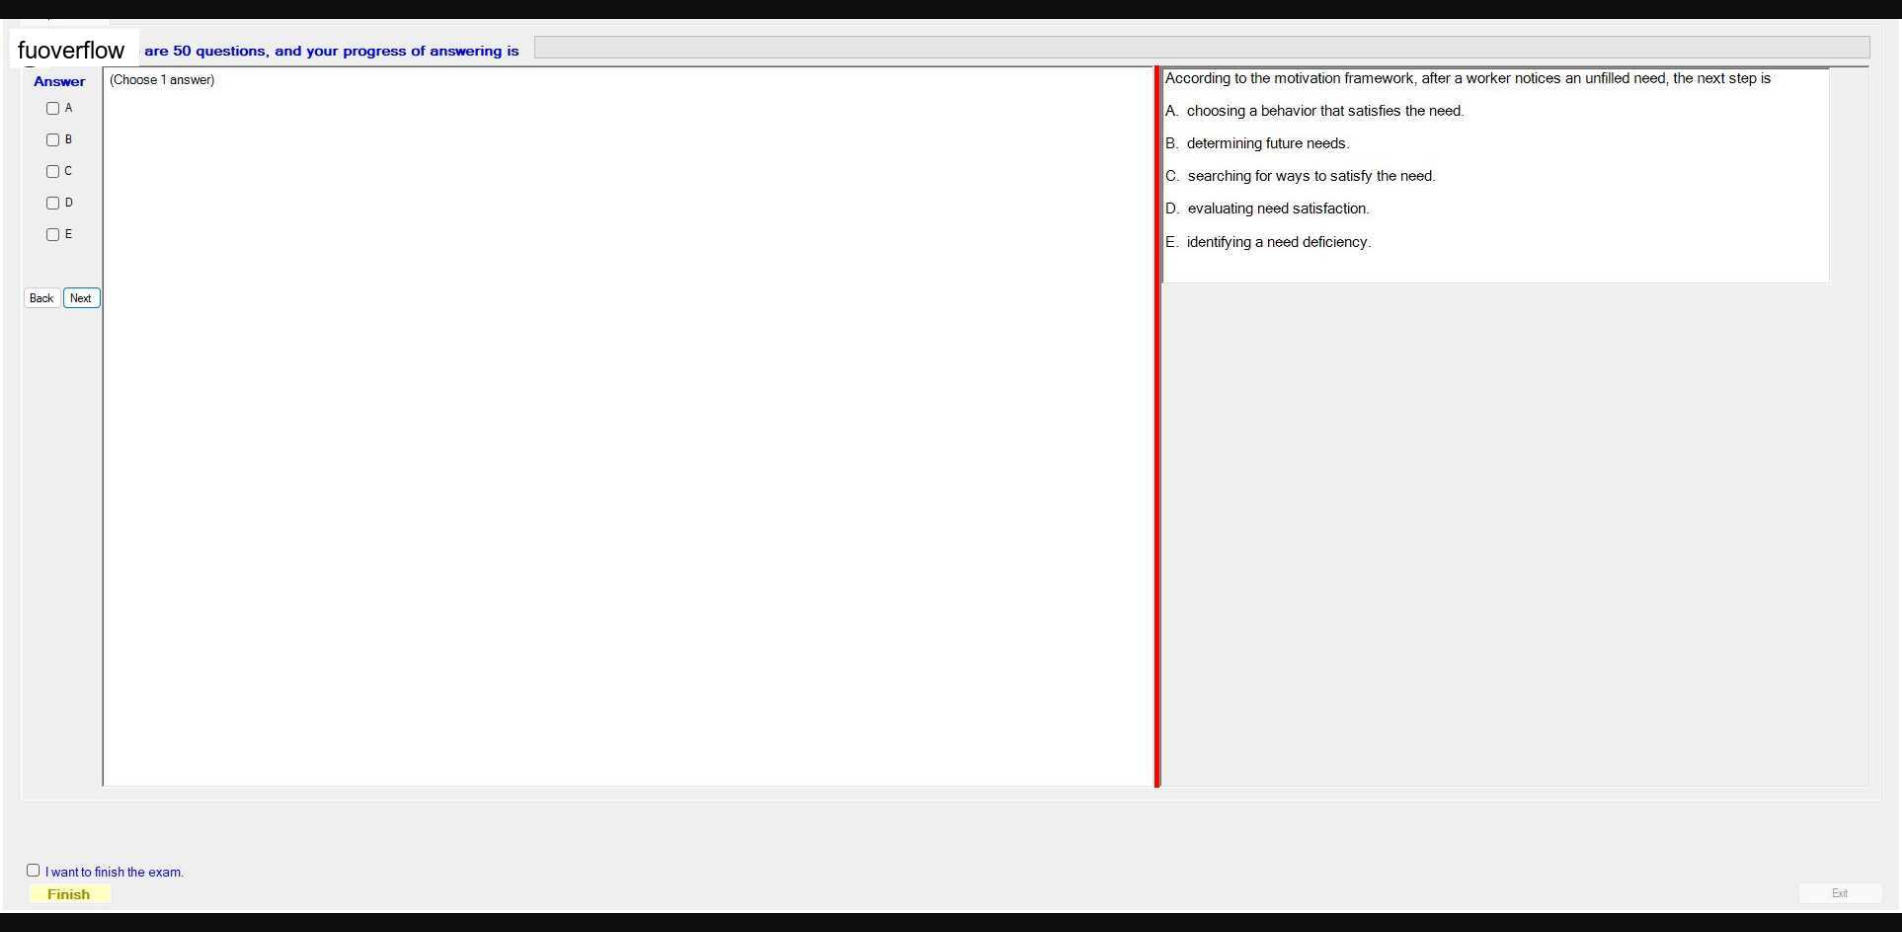 fuoverflow are 50 questions, and your progress of answering is
Answer
(Choose 1 answer)
A
B
C
D
E
Back Next
According to the motivation framework, after a worker notices an unfilled need, the next step is
A. choosing a behavior that satisfies the need.
B. determining future needs.
C. searching for ways to satisfy the need.
D. evaluating need satisfaction.
E. identifying a need deficiency.
I want to finish the exam.
Finish
Exit